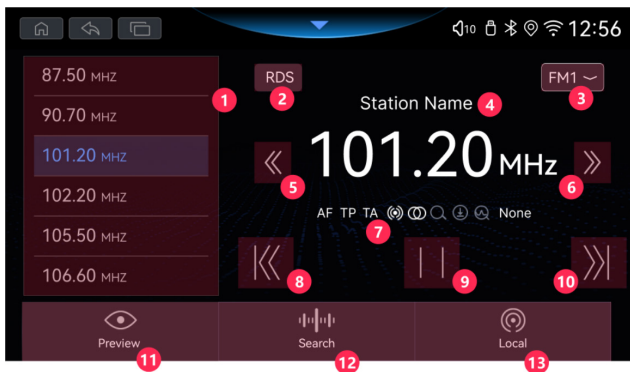 10 12:56
87.50 MHZ
1
RDS
2
FM1
3
90.70 MHZ
Station Name 4
101.20 MHZ
101.20 MHz
5
6
102.20 MHZ
AF TP TA None
7
105.50 MHZ
106.60 MHZ
8
9
10
Preview
11
Search
12
Local
13